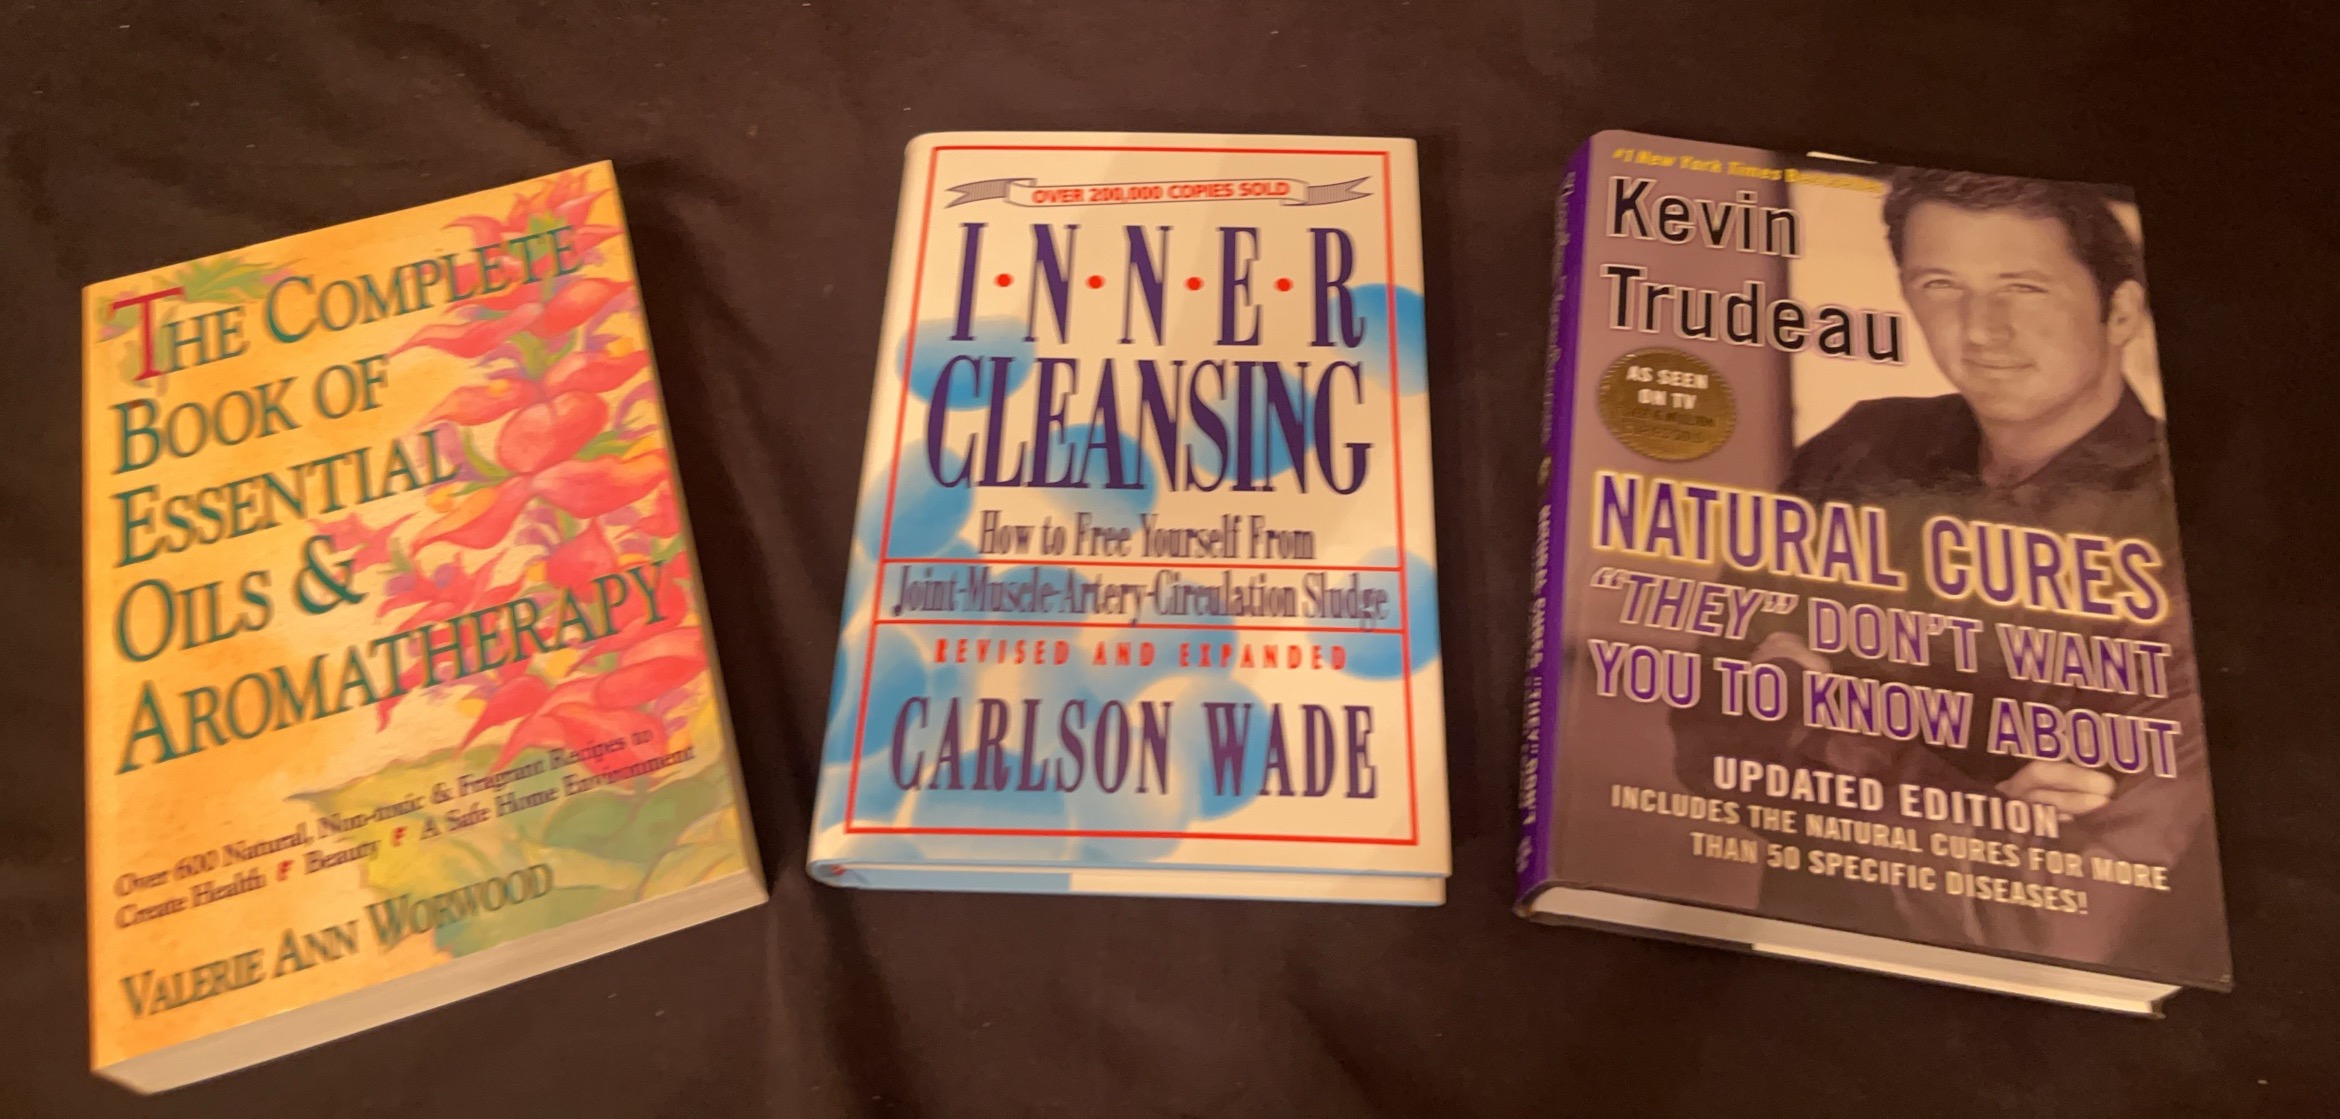 THE COMPLETE
BOOK OF
ESSENTIAL
OILS &
AROMATHERAPY
Over 600 Natural, Non-toxic & Fragrant Recipes to
Create Health Beauty A Safe Home Environment
VALERIE ANN WORWOOD
OVER 200,000 COPIES SOLD
I•N•N•E•R
CLEANSING
How to Free Yourself From
Joint-Muscle-Artery-Circulation Sludge
REVISED AND EXPANDED
CARLSON WADE
#1 New York Times Bestseller
Kevin
Trudeau
AS SEEN
ON TV
NATURAL CURES
"THEY" DON'T WANT
YOU TO KNOW ABOUT
UPDATED EDITION
INCLUDES THE NATURAL CURES FOR MORE
THAN 50 SPECIFIC DISEASES!